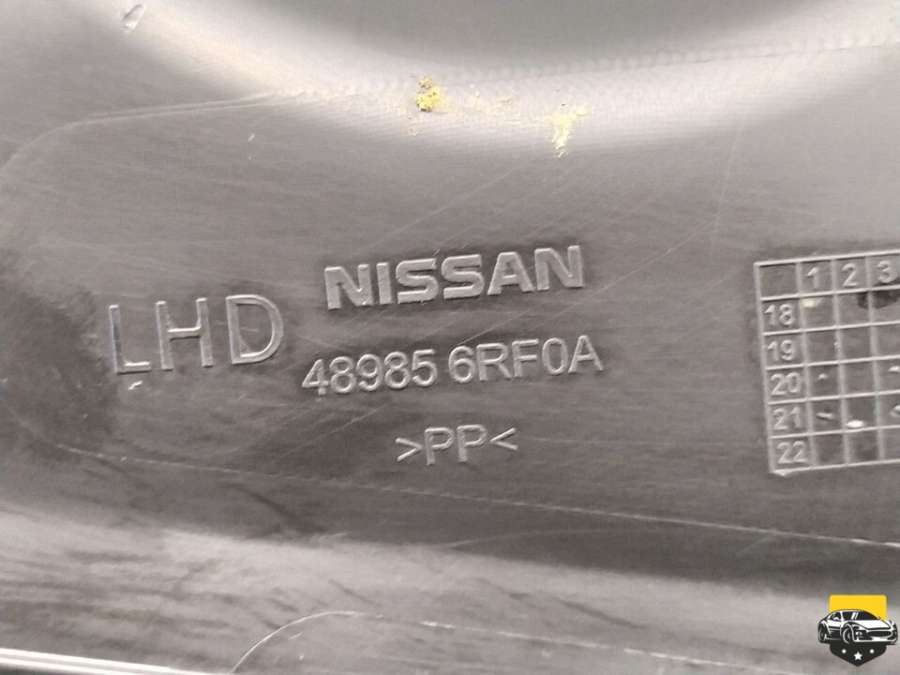 NISSAN
LHD
48985 6RF0A
>PP<
1 2 3
18
19
20
21
22